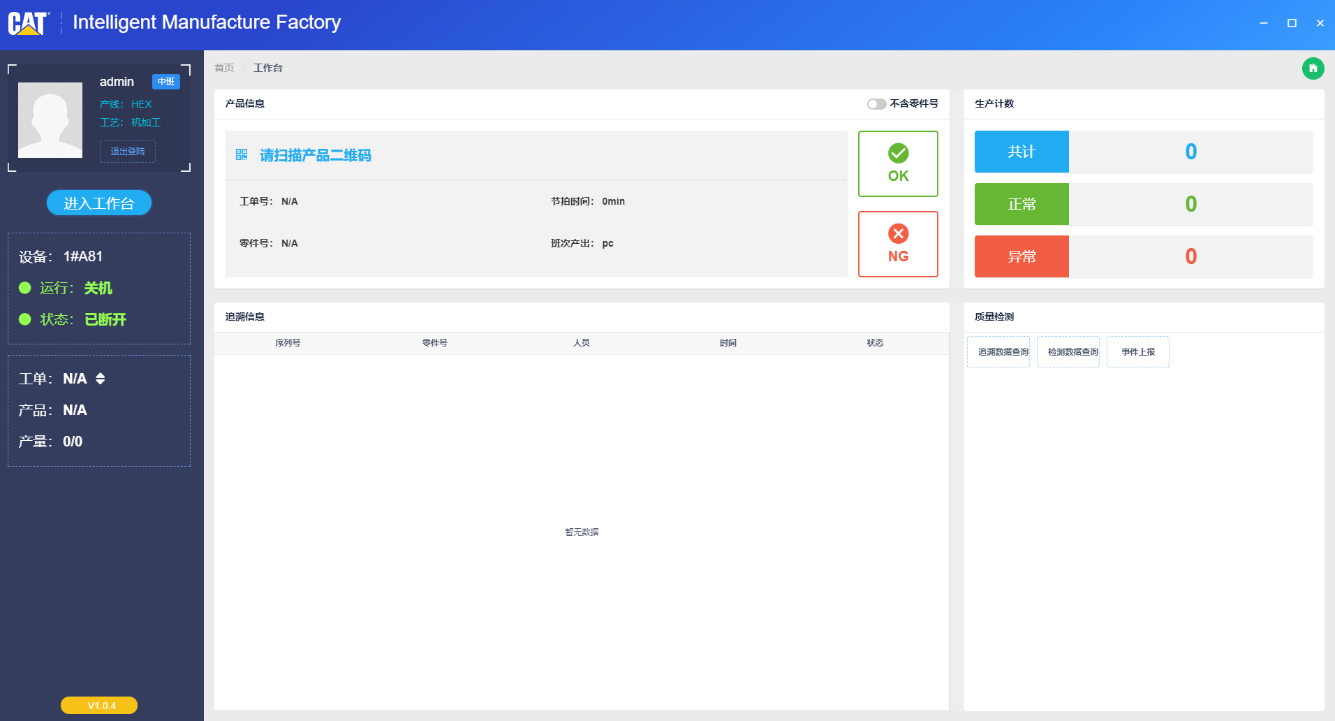 CAT Intelligent Manufacture Factory
admin 中班
产线： HEX
工艺： 机加工
退出登陆
进入工作台
设备： 1#A81
运行： 关机
状态： 已断开
工单： N/A
产品： N/A
产量： 0/0
V1.0.4
首页 / 工作台
产品信息 不含零件号
请扫描产品二维码
工单号： N/A 节拍时间： 0min
零件号： N/A 班次产出： pc
OK
NG
生产计数
共计 0
正常 0
异常 0
追溯信息
序列号 零件号 人员 时间 状态
暂无数据
质量检测
追溯数据查询 检测数据查询 事件上报